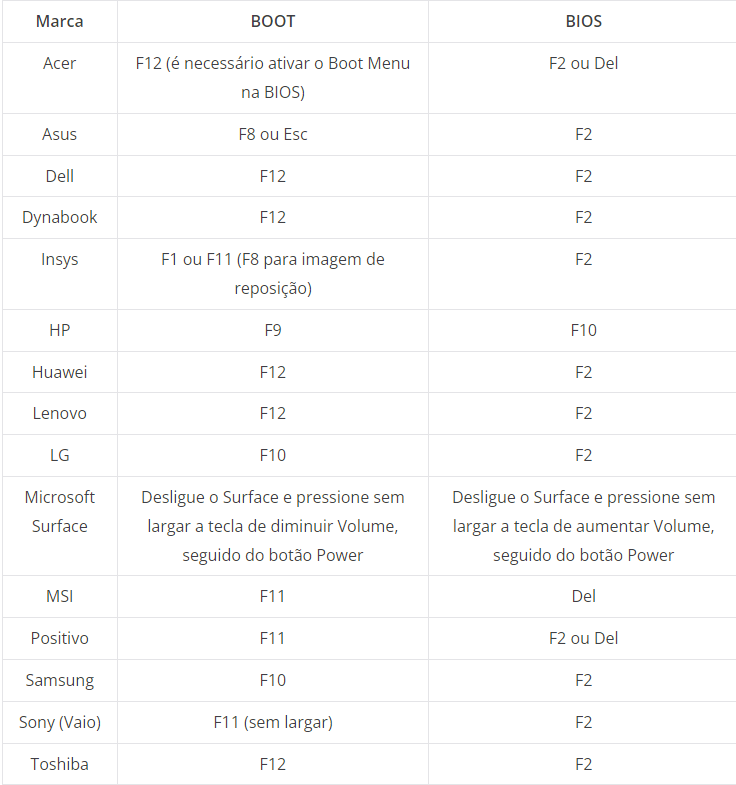 Marca BOOT BIOS
Acer F12 (é necessário ativar o Boot Menu F2 ou Del
na BIOS)
Asus F8 ou Esc F2
Dell F12 F2
Dynabook F12 F2
Insys F1 ou F11 (F8 para imagem de F2
reposição)
HP F9 F10
Huawei F12 F2
Lenovo F12 F2
LG F10 F2
Microsoft Desligue o Surface e pressione sem Desligue o Surface e pressione sem
Surface largar a tecla de diminuir Volume, largar a tecla de aumentar Volume,
seguido do botão Power seguido do botão Power
MSI F11 Del
Positivo F11 F2 ou Del
Samsung F10 F2
Sony (Vaio) F11 (sem largar) F2
Toshiba F12 F2